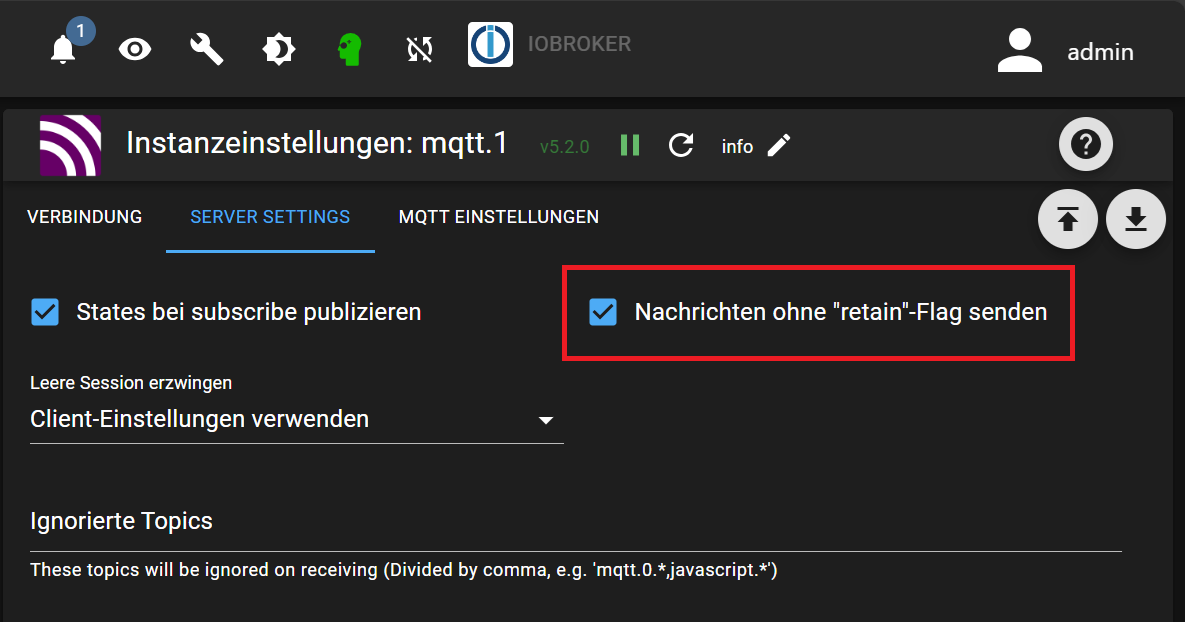 1
IOBROKER
admin
Instanzeinstellungen: mqtt.1
v5.2.0
info
VERBINDUNG
SERVER SETTINGS
MQTT EINSTELLUNGEN
States bei subscribe publizieren
Nachrichten ohne "retain"-Flag senden
Leere Session erzwingen
Client-Einstellungen verwenden
Ignorierte Topics
These topics will be ignored on receiving (Divided by comma, e.g. 'mqtt.0.*,javascript.*')